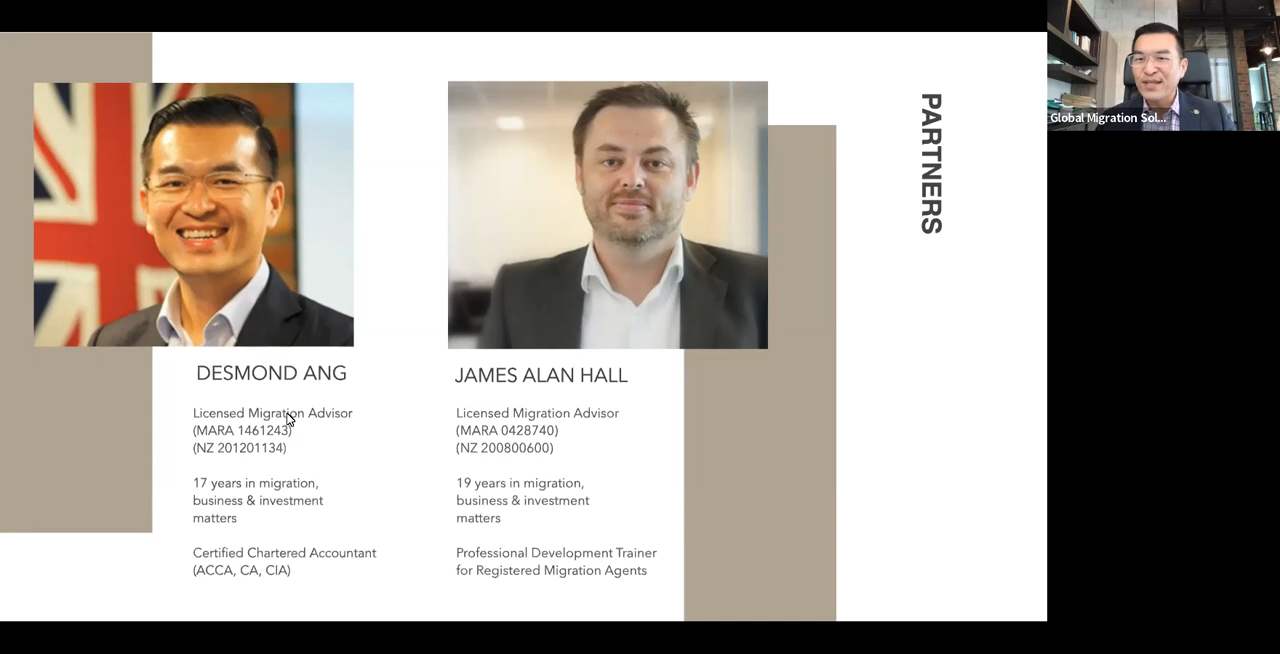 PARTNERS
Global Migration Sol...
DESMOND ANG
Licensed Migration Advisor
(MARA 1461243)
(NZ 201201134)
17 years in migration,
business & investment
matters
Certified Chartered Accountant
(ACCA, CA, CIA)
JAMES ALAN HALL
Licensed Migration Advisor
(MARA 0428740)
(NZ 200800600)
19 years in migration,
business & investment
matters
Professional Development Trainer
for Registered Migration Agents